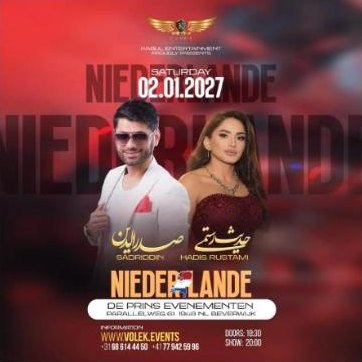 KABUL ENTERTAINMENT
PROUDLY PRESENTS
NIEDERLANDE
SATURDAY
02.01.2027
NIEDERLANDE
صدرالدین
حدیث رستمی
SADRIDDIN
HADIS RUSTAMI
NIEDERLANDE
DE PRINS EVENEMENTEN
PARALLELWEG 61 1948 NL BEVERWIJK
INFORMATION
WWW.VOLEK.EVENTS
DOORS: 18:30
SHOW: 20:00